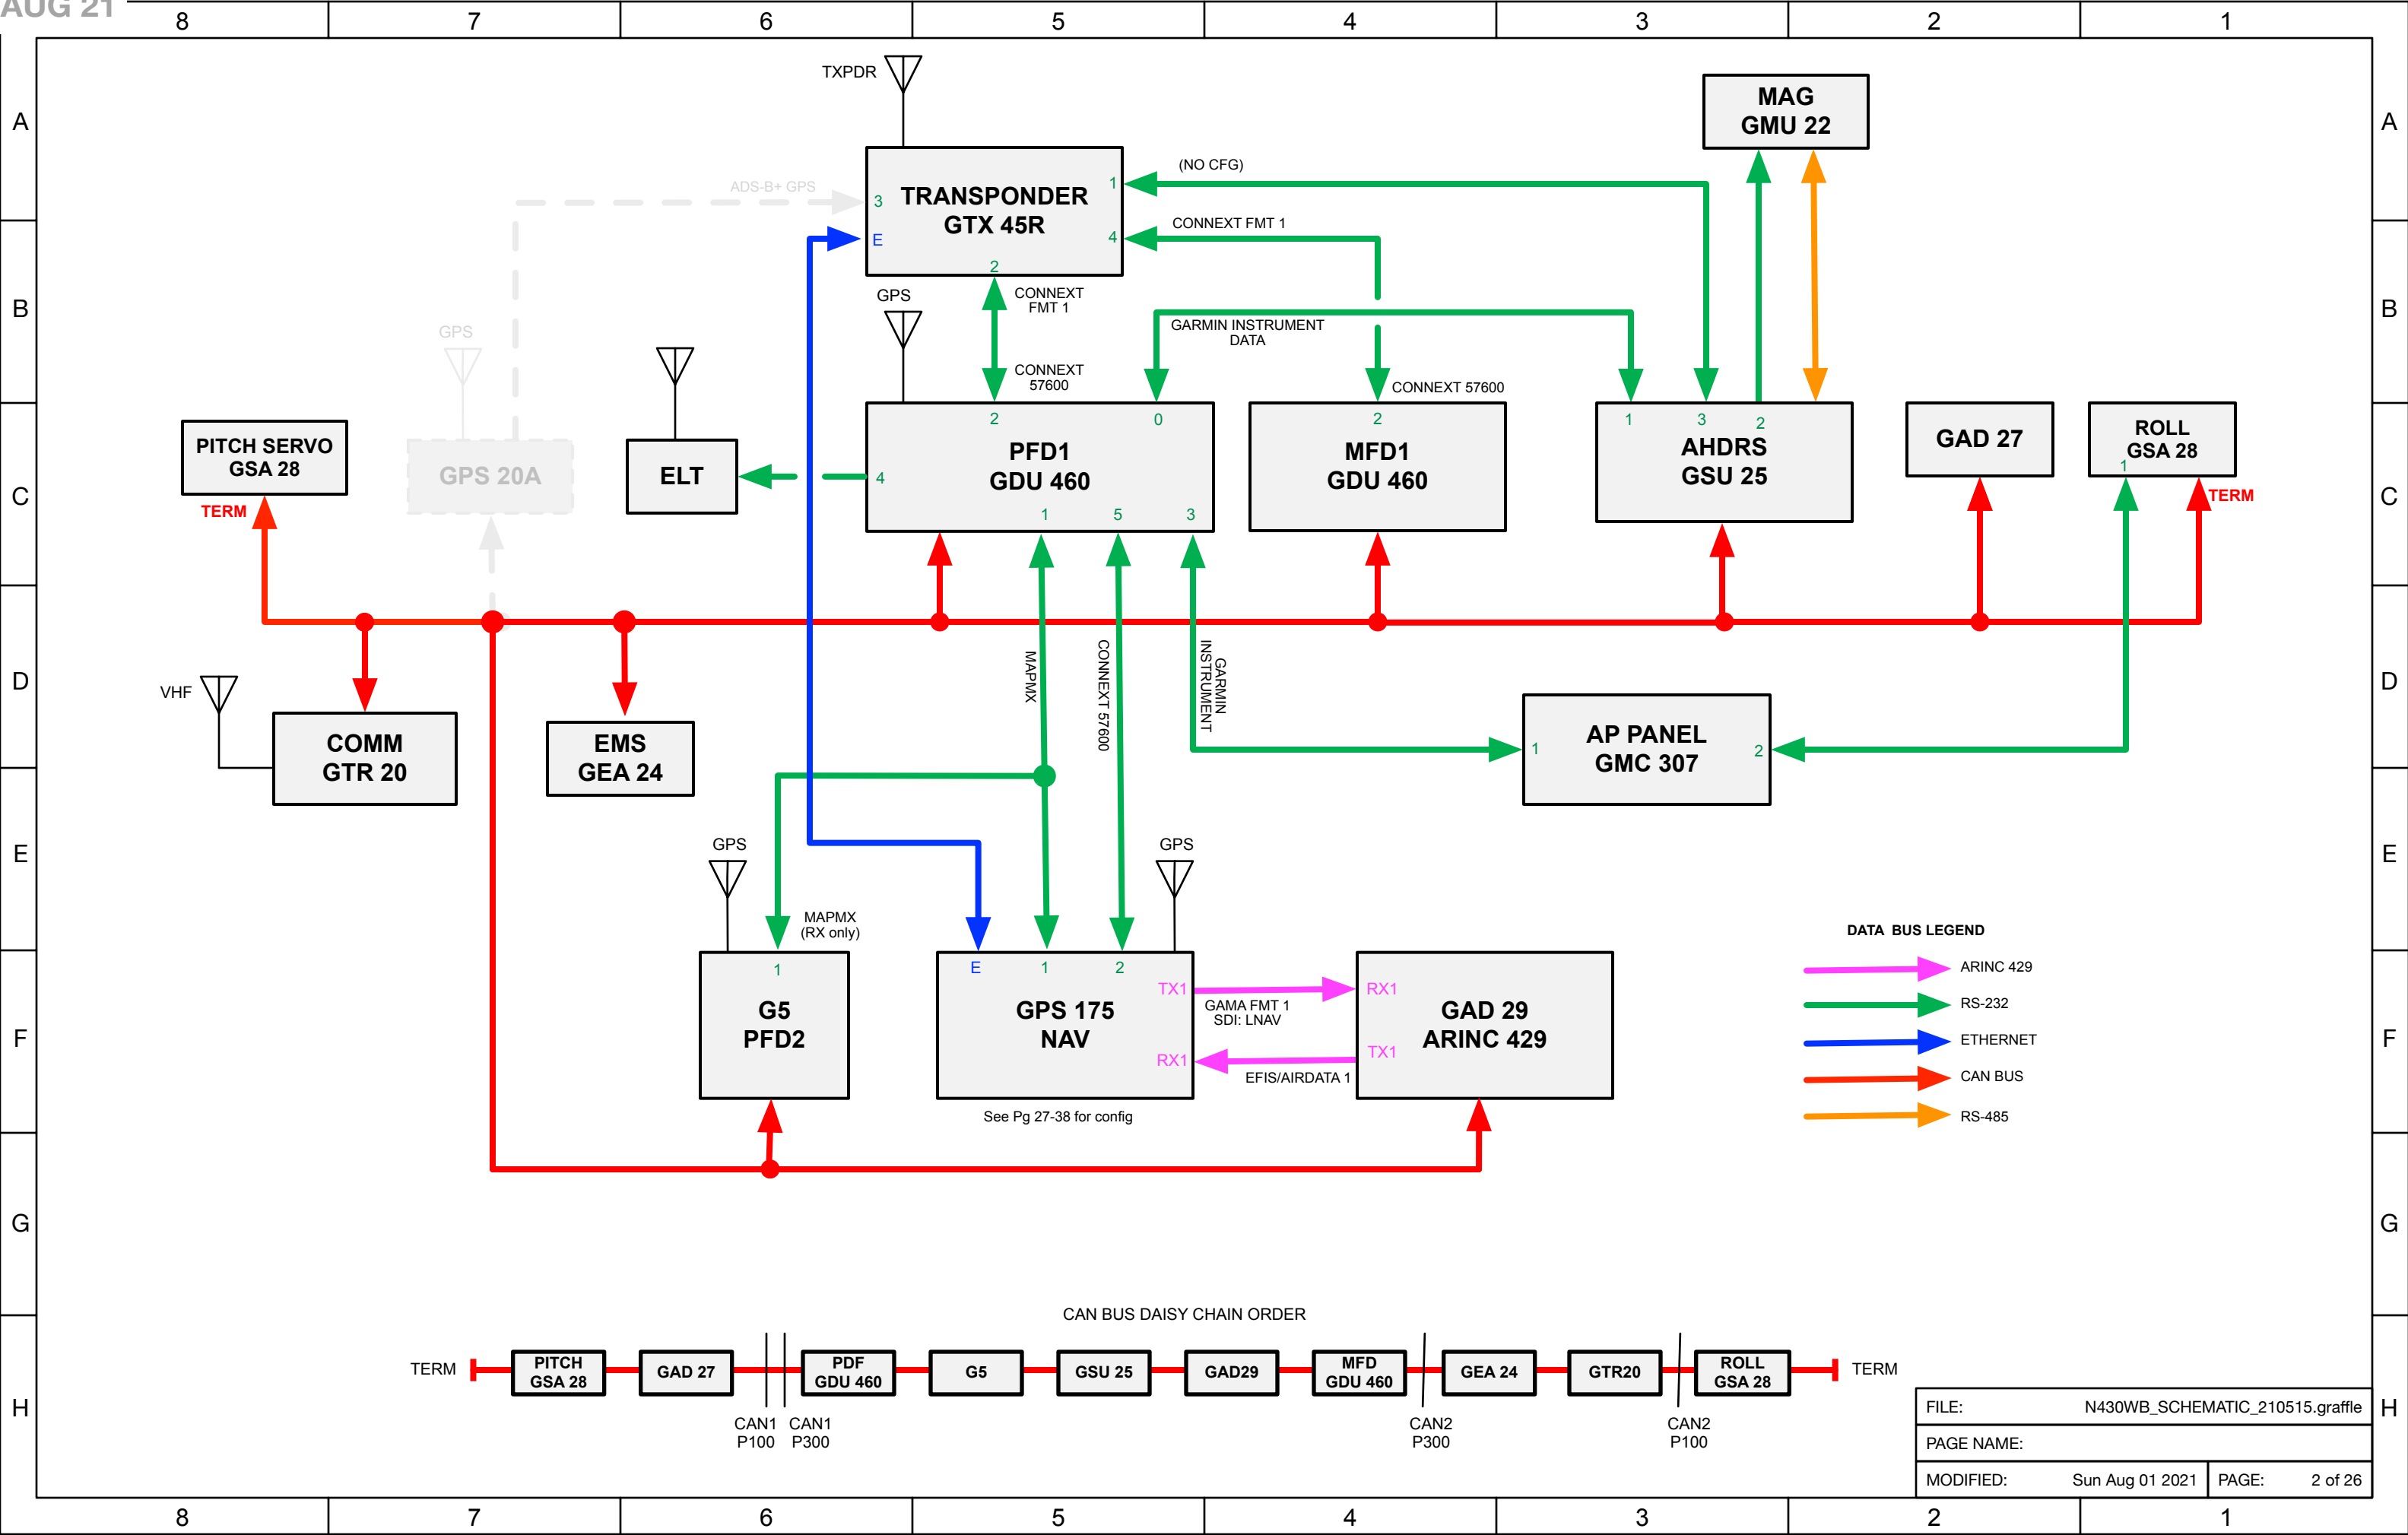 AUG 21
8 7 6 5 4 3 2 1
A
A
B
B
C
C
D
D
E
E
F
F
G
G
H
H
TXPDR
MAG
GMU 22
TRANSPONDER
GTX 45R
1
3
E
4
2
(NO CFG)
ADS-B+ GPS
CONNEXT FMT 1
GPS
CONNEXT
FMT 1
GARMIN INSTRUMENT
DATA
GPS
CONNEXT
57600
CONNEXT 57600
PITCH SERVO
GSA 28
TERM
GPS 20A
ELT
2
0
PFD1
GDU 460
4
1
5
3
2
MFD1
GDU 460
1
3
2
AHDRS
GSU 25
GAD 27
ROLL
GSA 28
1
TERM
VHF
COMM
GTR 20
EMS
GEA 24
MAPMX
CONNEXT 57600
GARMIN
INSTRUMENT
1
AP PANEL
GMC 307
2
GPS
GPS
MAPMX
(RX only)
1
G5
PFD2
E
1
2
TX1
GPS 175
NAV
RX1
GAMA FMT 1
SDI: LNAV
EFIS/AIRDATA 1
RX1
GAD 29
ARINC 429
TX1
See Pg 27-38 for config
DATA BUS LEGEND
ARINC 429
RS-232
ETHERNET
CAN BUS
RS-485
CAN BUS DAISY CHAIN ORDER
TERM
PITCH
GSA 28
GAD 27
PDF
GDU 460
G5
GSU 25
GAD29
MFD
GDU 460
GEA 24
GTR20
ROLL
GSA 28
TERM
CAN1
P100
CAN1
P300
CAN2
P300
CAN2
P100
FILE: N430WB_SCHEMATIC_210515.graffle
PAGE NAME:
MODIFIED: Sun Aug 01 2021 PAGE: 2 of 26
8 7 6 5 4 3 2 1